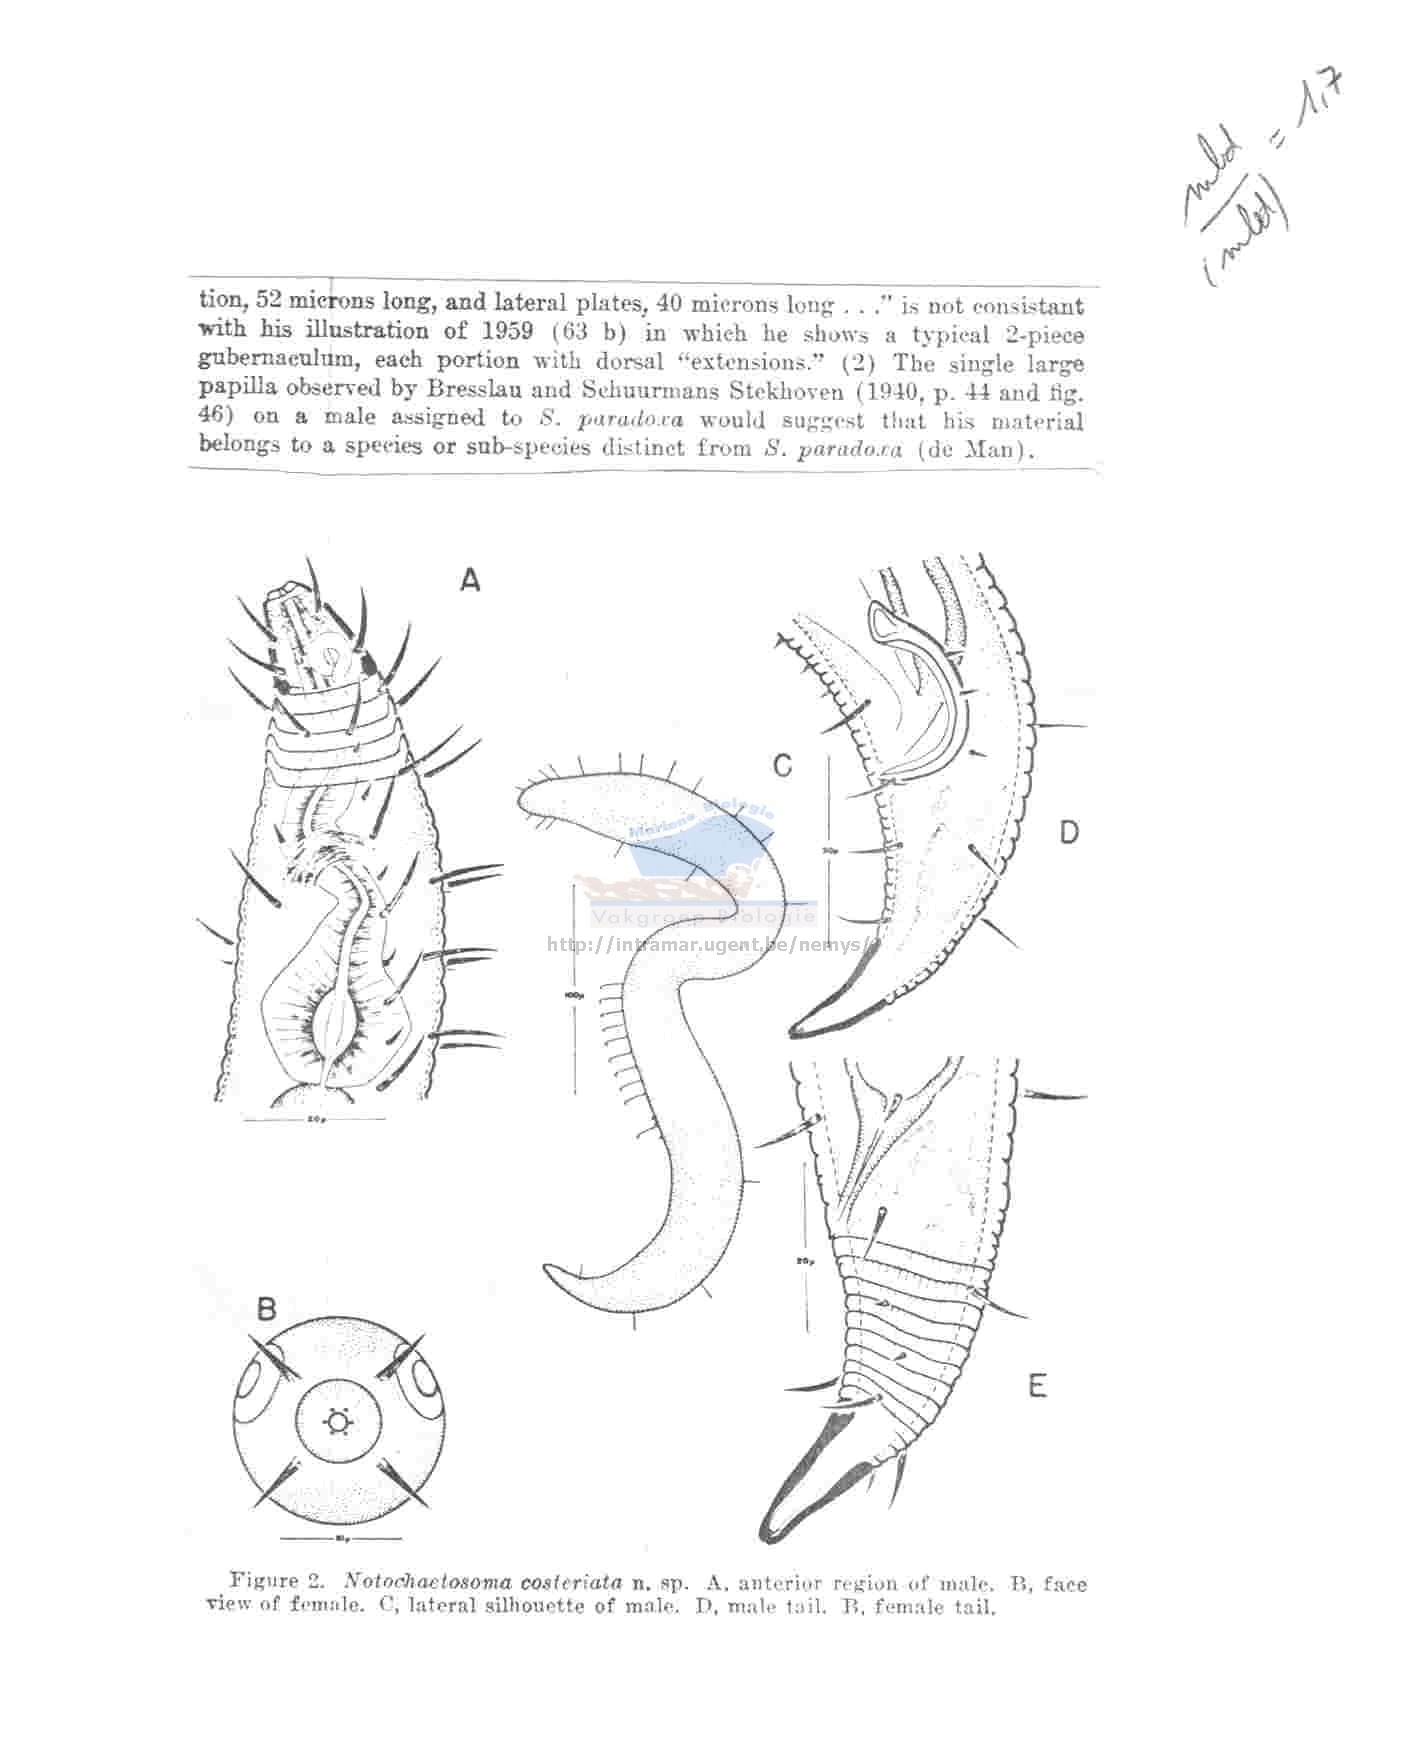 mbd
(mbd) = 1,7
tion, 52 microns long, and lateral plates, 40 microns long . . ." is not consistant
with his illustration of 1959 (63 b) in which he shows a typical 2-piece
gubernaculum, each portion with dorsal “extensions.” (2) The single large
papilla observed by Bresslau and Schuurmans Stekhoven (1940, p. 44 and fig.
46) on a male assigned to S. paradoxa would suggest that his material
belongs to a species or sub-species distinct from S. paradoxa (de Man).
A
C
D
Mariene Biologie
Vakgroep Biologie
http://intramar.ugent.be/nemys/
100µ
20µ
20µ
B
E
Figure 2. Notochaetosoma costeriata n. sp. A, anterior region of male. B, face
view of female. C, lateral silhouette of male. D, male tail. B, female tail.